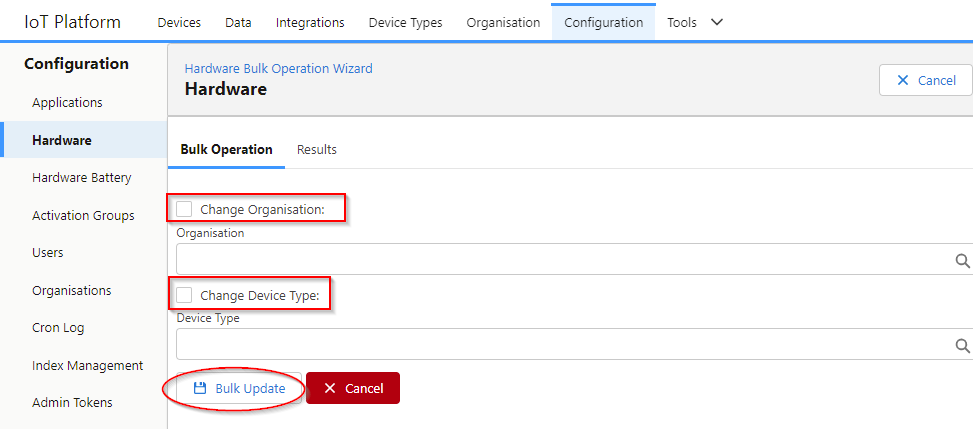 IoT Platform Devices Data Integrations Device Types Organisation Configuration Tools
Configuration
Applications
Hardware
Hardware Battery
Activation Groups
Users
Organisations
Cron Log
Index Management
Admin Tokens
Hardware Bulk Operation Wizard
Hardware
Cancel
Bulk Operation Results
Change Organisation:
Organisation
Change Device Type:
Device Type
Bulk Update Cancel